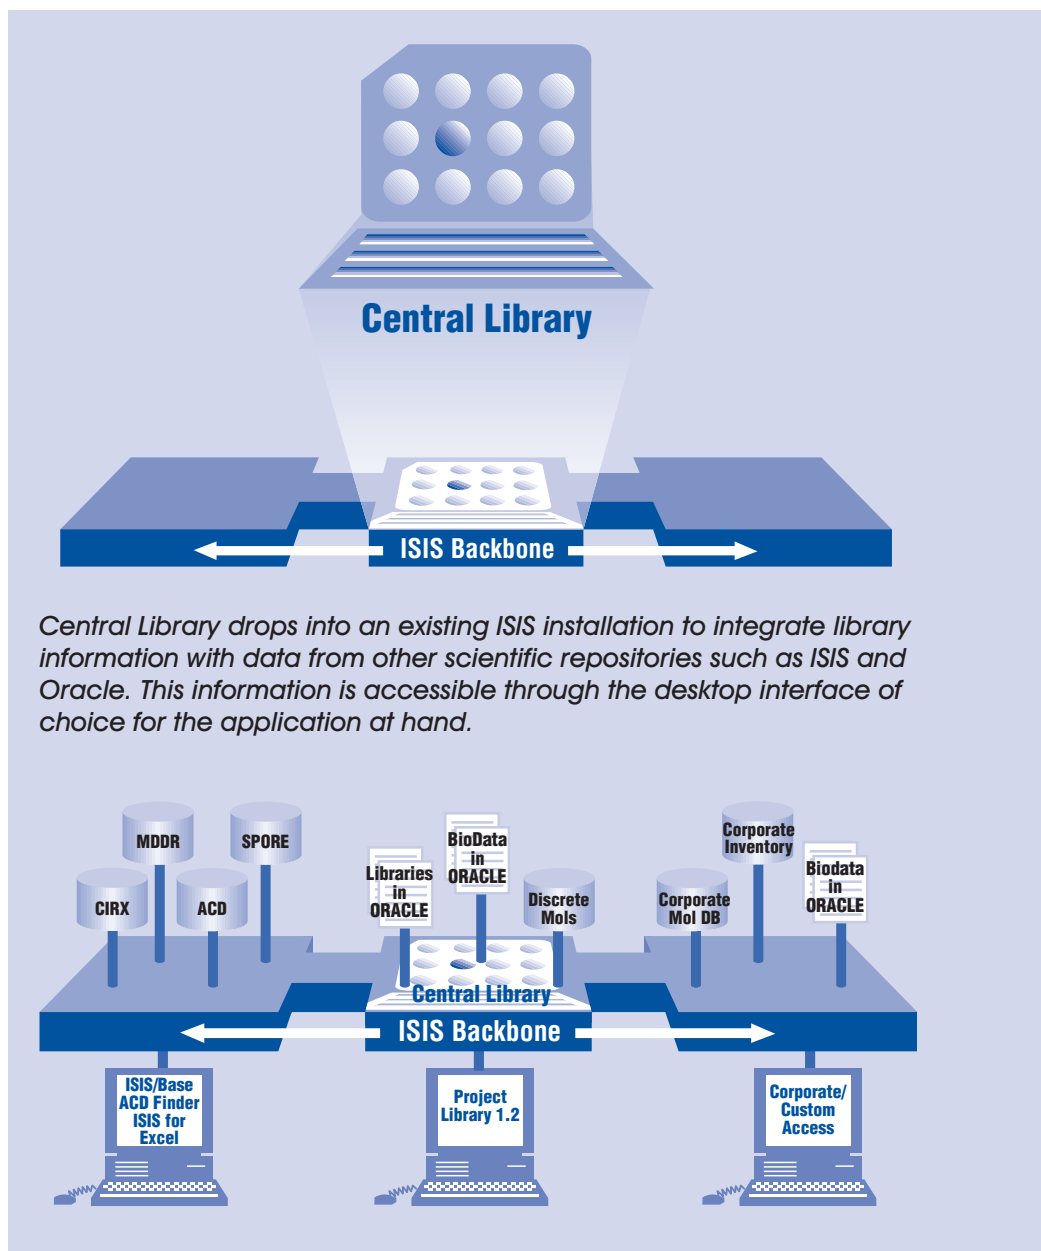 Central Library
ISIS Backbone
Central Library drops into an existing ISIS installation to integrate library
information with data from other scientific repositories such as ISIS and
Oracle. This information is accessible through the desktop interface of
choice for the application at hand.
MDDR
SPORE
CIRX
ACD
Libraries
in
ORACLE
BioData
in
ORACLE
Discrete
Mols
Corporate
Mol DB
Corporate
Inventory
Biodata
in
ORACLE
Central Library
ISIS Backbone
ISIS/Base
ACD Finder
ISIS for
Excel
Project
Library 1.2
Corporate/
Custom
Access